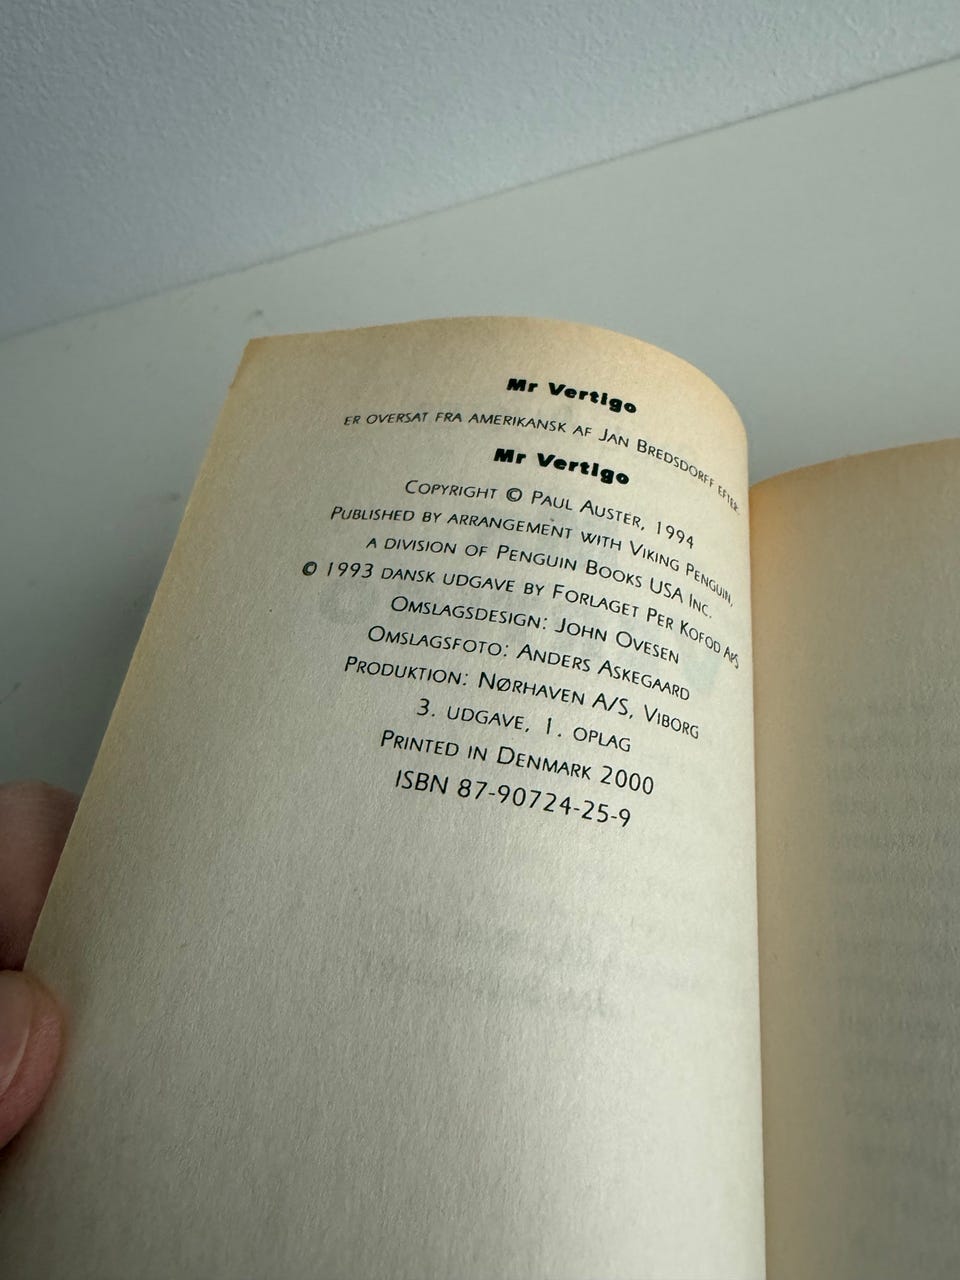 Mr Vertigo
ER OVERSAT FRA AMERIKANSK AF JAN BREDSDORFF EFTER:
Mr Vertigo
COPYRIGHT © PAUL AUSTER, 1994
PUBLISHED BY ARRANGEMENT WITH VIKING PENGUIN,
A DIVISION OF PENGUIN BOOKS USA INC.
© 1993 DANSK UDGAVE BY FORLAGET PER KOFOD APS
OMSLAGSDESIGN: JOHN OVESEN
OMSLAGSFOTO: ANDERS ASKEGAARD
PRODUKTION: NØRHAVEN A/S, VIBORG
3. UDGAVE, 1. OPLAG
PRINTED IN DENMARK 2000
ISBN 87-90724-25-9